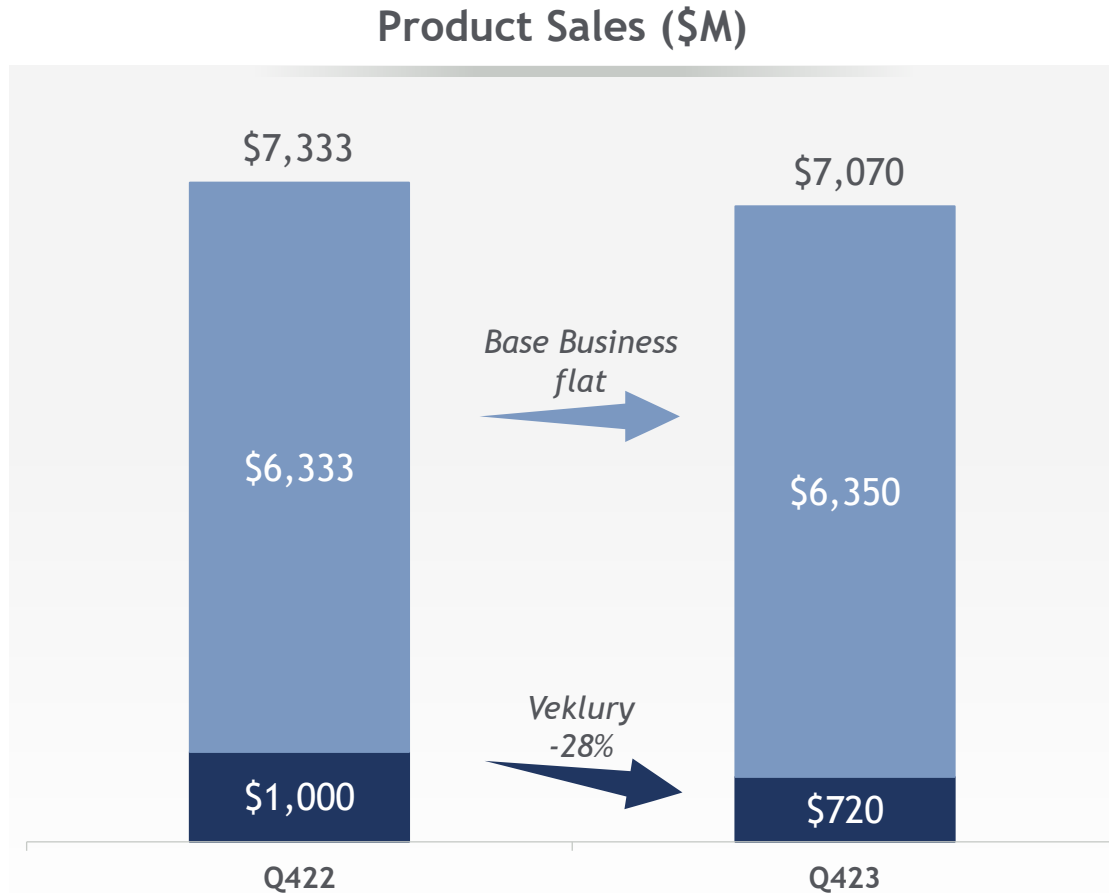 Product Sales ($M)
$7,333
$7,070
Base Business
flat
$6,333
$6,350
Veklury
-28%
$1,000
$720
Q422
Q423